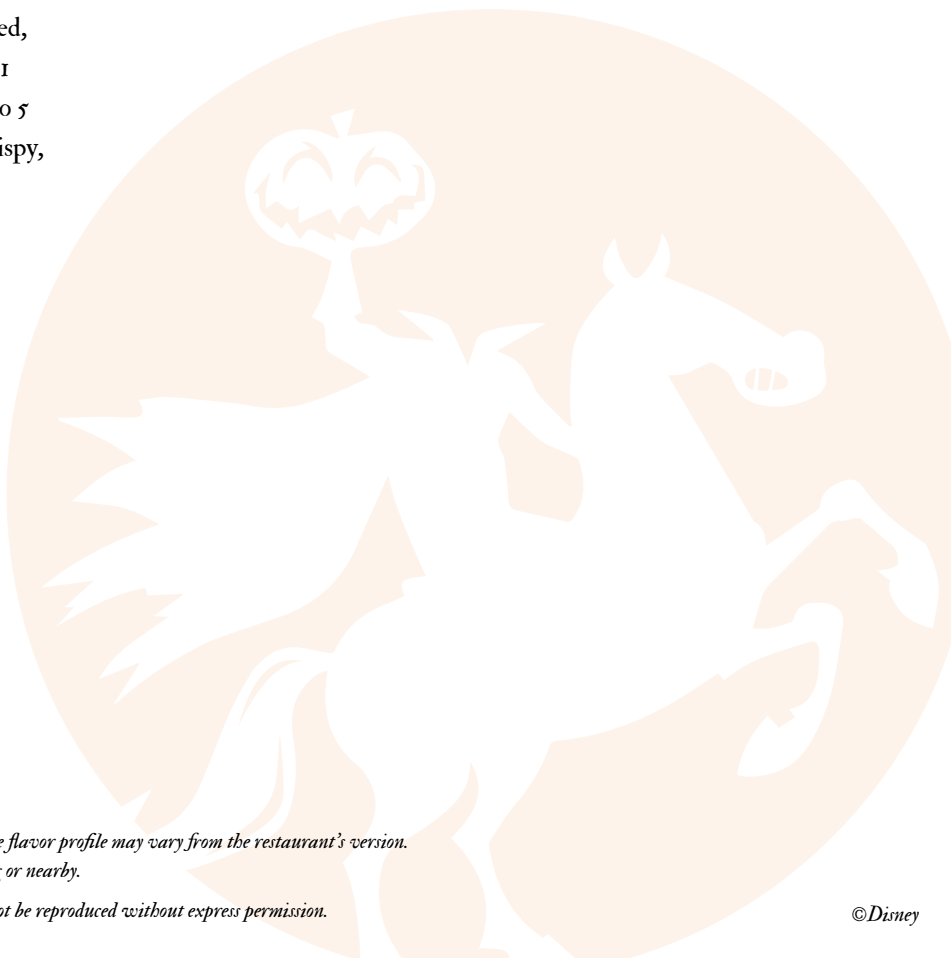 ed,
1
o 5
ispy,
e flavor profile may vary from the restaurant's version.
g or nearby.
ot be reproduced without express permission.
©Disney